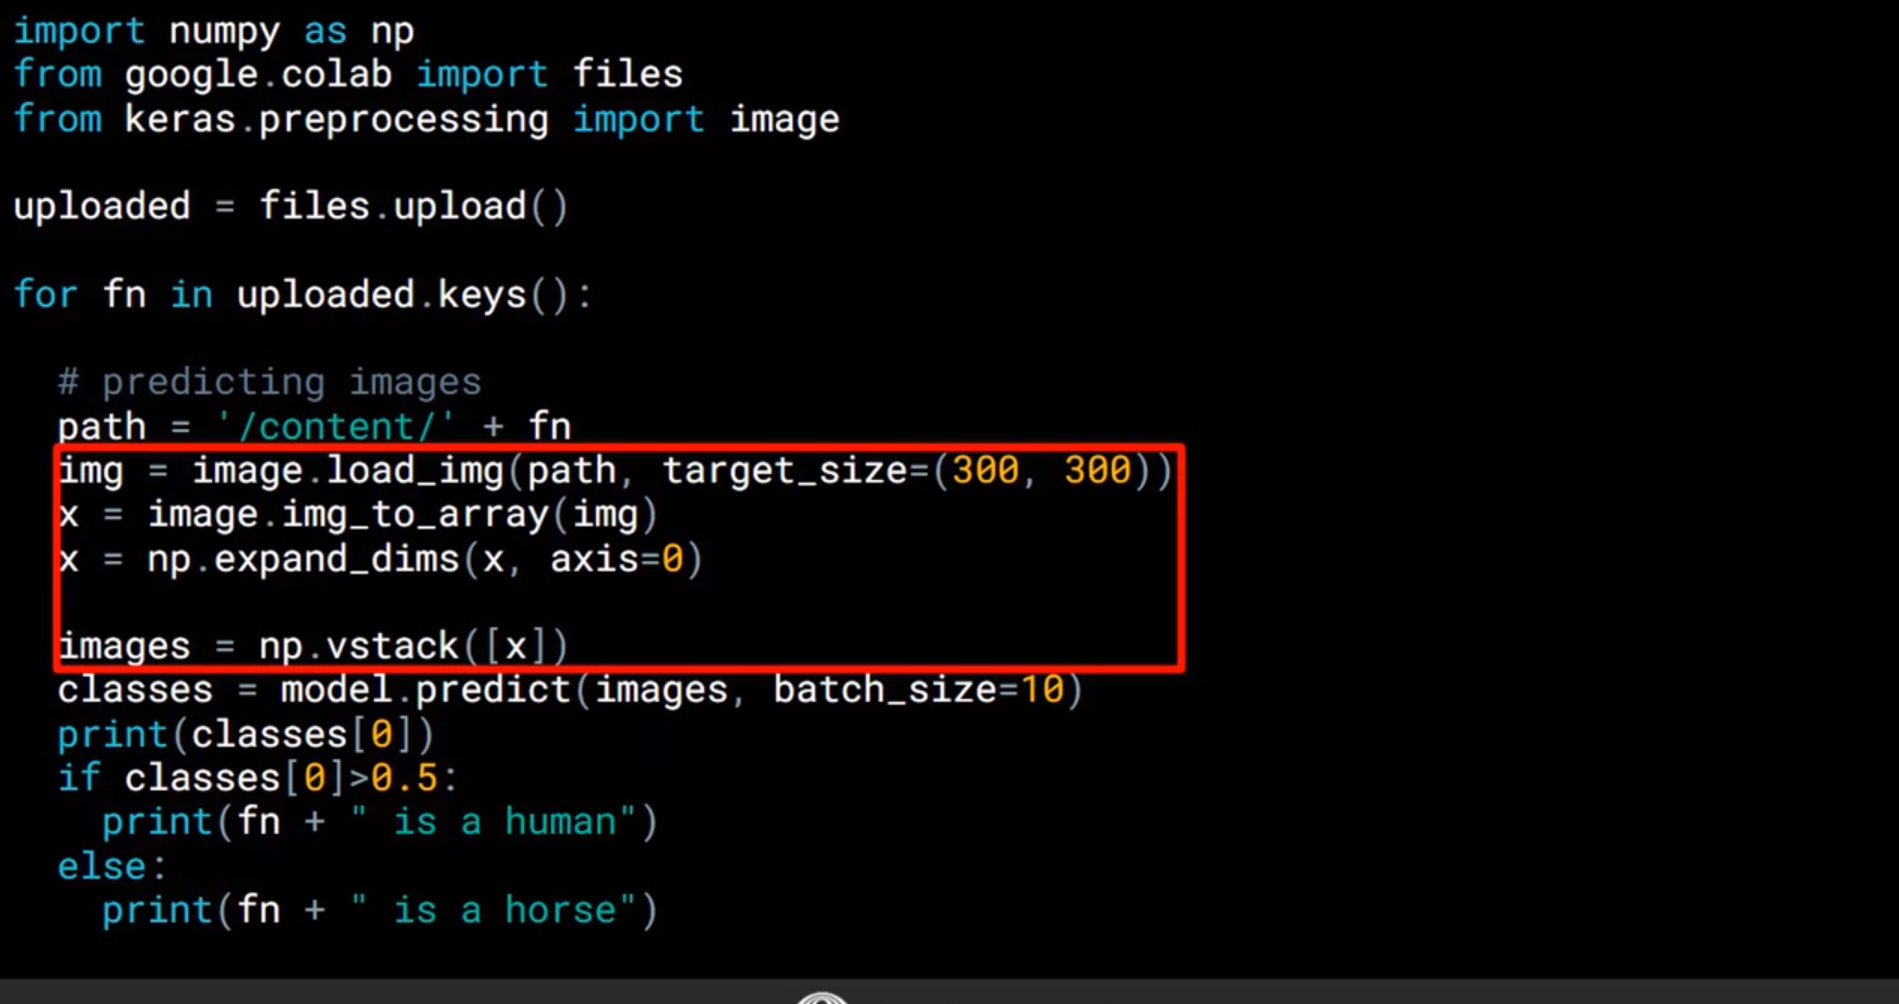 import numpy as np
from google.colab import files
from keras.preprocessing import image
uploaded = files.upload()
for fn in uploaded.keys():
# predicting images
path = '/content/' + fn
img = image.load_img(path, target_size=(300, 300))
x = image.img_to_array(img)
x = np.expand_dims(x, axis=0)
images = np.vstack([x])
classes = model.predict(images, batch_size=10)
print(classes[0])
if classes[0]>0.5:
print(fn + " is a human")
else:
print(fn + " is a horse")